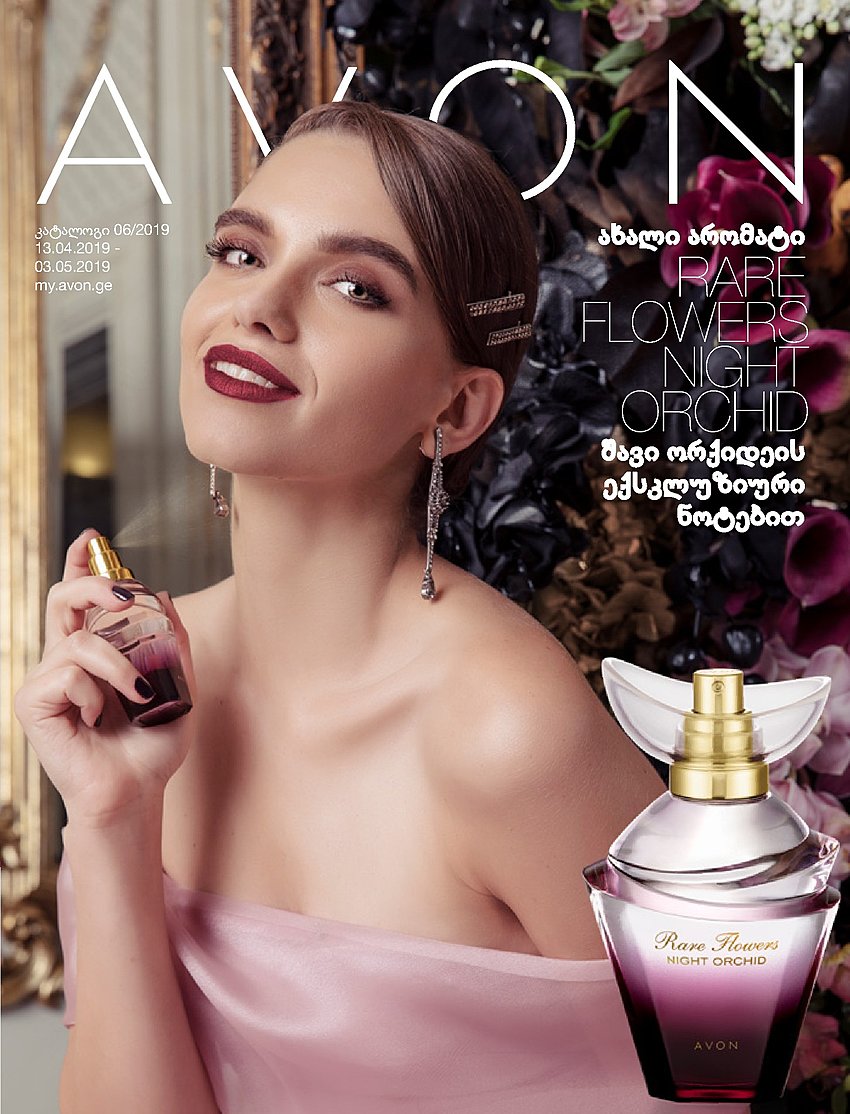 AVON
კატალოგი 06/2019
13.04.2019 -
03.05.2019
my.avon.ge
ახალი არომატი
RARE
FLOWERS
NIGHT
ORCHID
შავი ორქიდეის
ექსკლუზიური
ნოტებით
Rare Flowers
NIGHT ORCHID
AVON